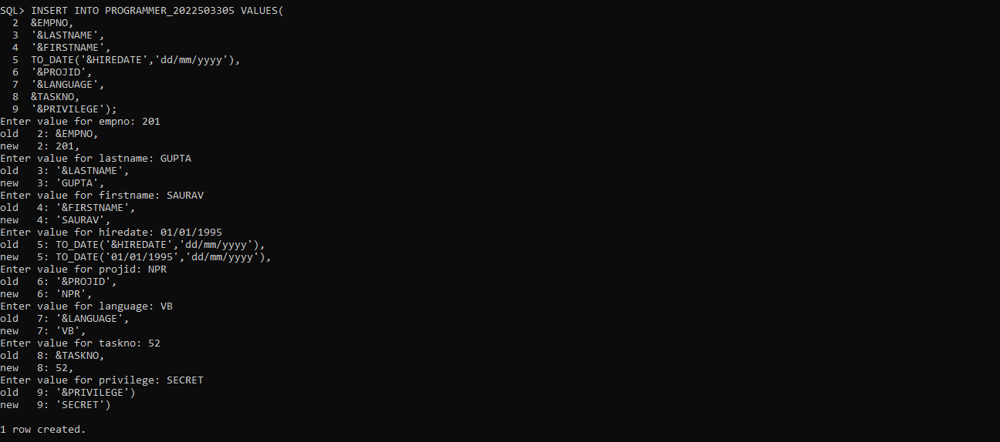 SQL> INSERT INTO PROGRAMMER_2022503305 VALUES(
  2  &EMPNO,
  3  '&LASTNAME',
  4  '&FIRSTNAME',
  5  TO_DATE('&HIREDATE','dd/mm/yyyy'),
  6  '&PROJID',
  7  '&LANGUAGE',
  8  &TASKNO,
  9  '&PRIVILEGE');
Enter value for empno: 201
old   2: &EMPNO,
new   2: 201,
Enter value for lastname: GUPTA
old   3: '&LASTNAME',
new   3: 'GUPTA',
Enter value for firstname: SAURAV
old   4: '&FIRSTNAME',
new   4: 'SAURAV',
Enter value for hiredate: 01/01/1995
old   5: TO_DATE('&HIREDATE','dd/mm/yyyy'),
new   5: TO_DATE('01/01/1995','dd/mm/yyyy'),
Enter value for projid: NPR
old   6: '&PROJID',
new   6: 'NPR',
Enter value for language: VB
old   7: '&LANGUAGE',
new   7: 'VB',
Enter value for taskno: 52
old   8: &TASKNO,
new   8: 52,
Enter value for privilege: SECRET
old   9: '&PRIVILEGE')
new   9: 'SECRET')

1 row created.